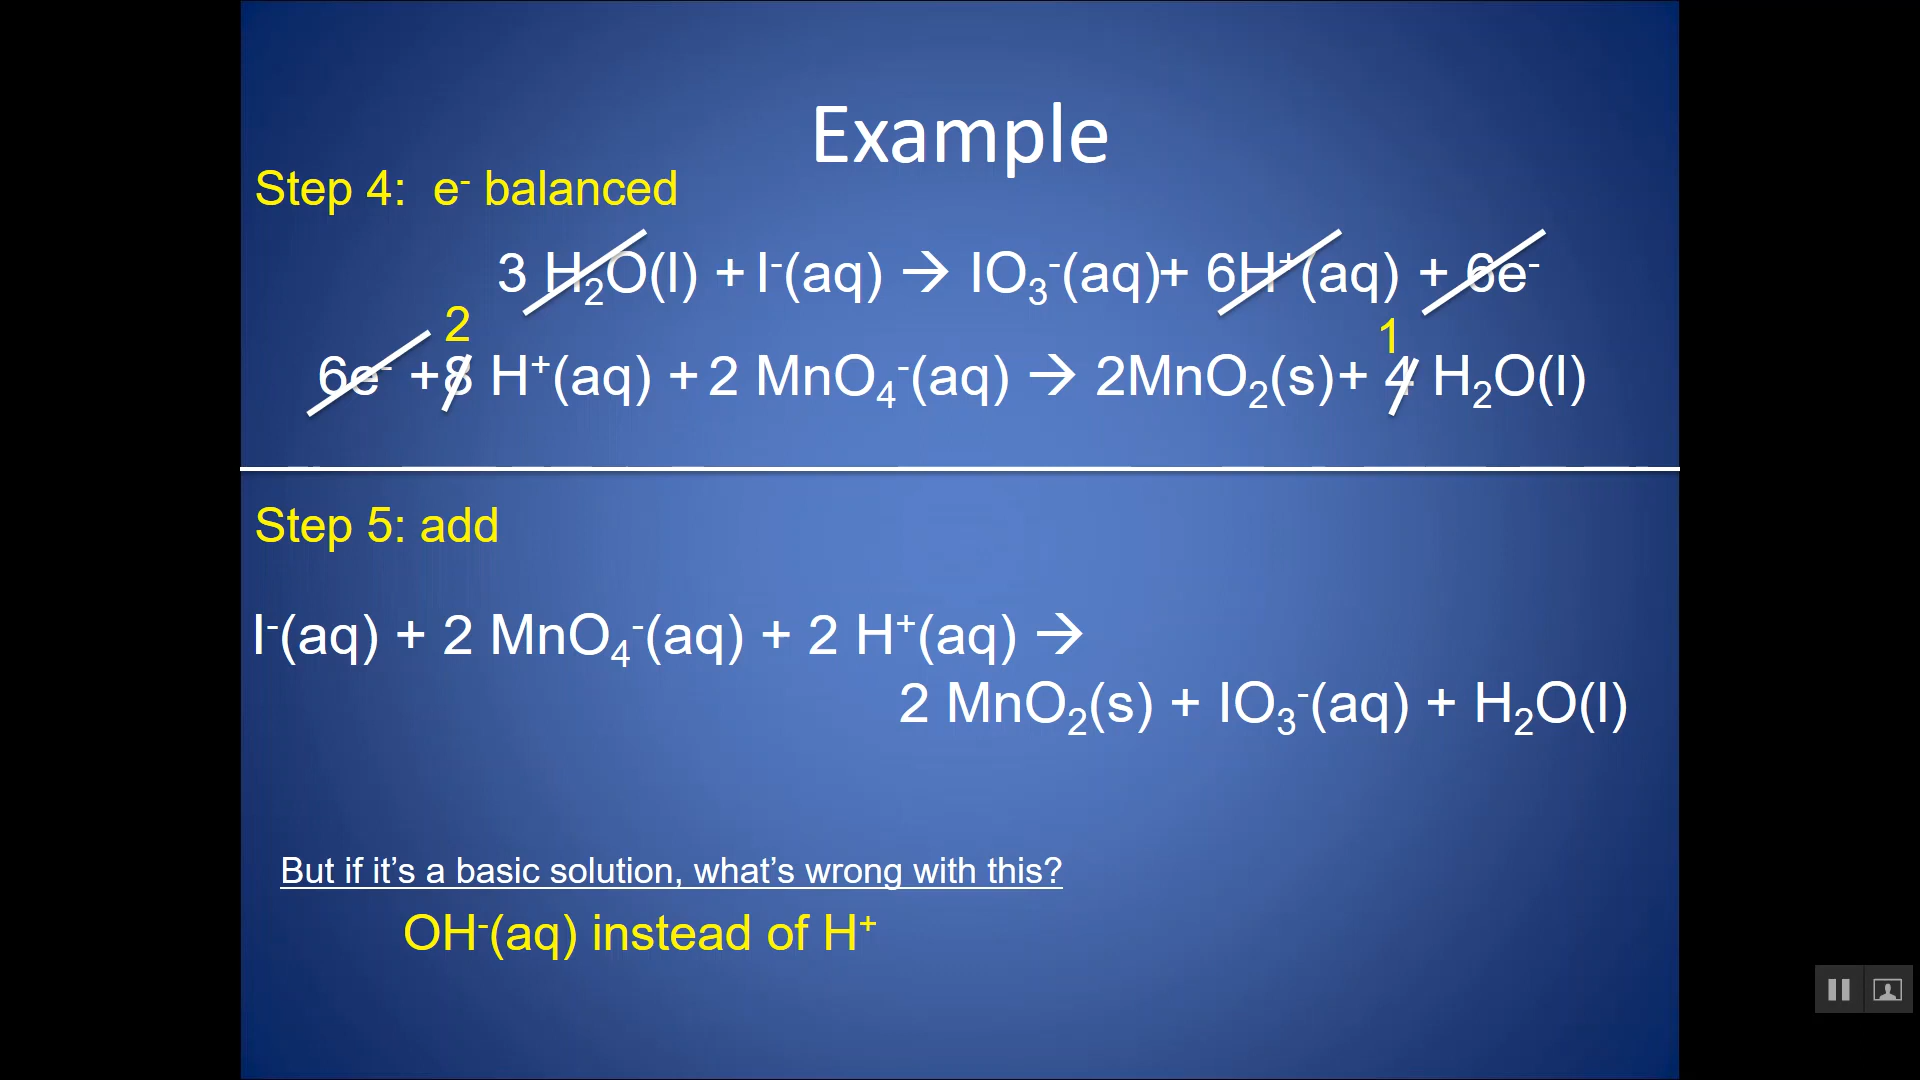 Example
Step 4: e⁻ balanced
3 H₂O(l) + I⁻(aq) → IO₃⁻(aq)+ 6H⁺(aq) + 6e⁻
2 1
6e⁻ +8 H⁺(aq) + 2 MnO₄⁻(aq) → 2MnO₂(s)+ 4 H₂O(l)
Step 5: add
I⁻(aq) + 2 MnO₄⁻(aq) + 2 H⁺(aq) →
2 MnO₂(s) + IO₃⁻(aq) + H₂O(l)
But if it’s a basic solution, what’s wrong with this?
OH⁻(aq) instead of H⁺